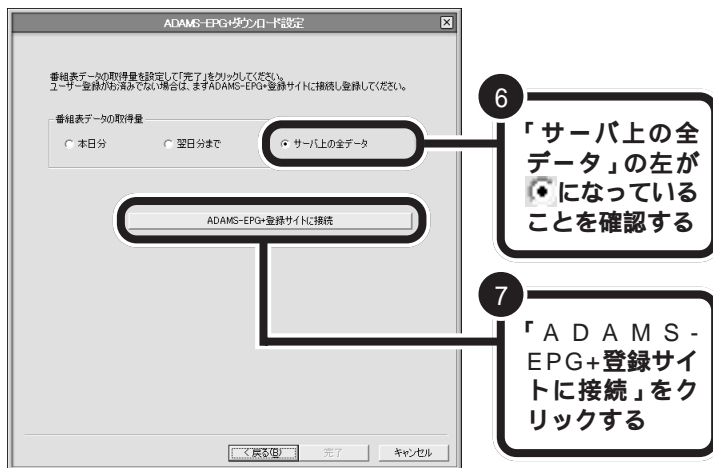 ADAMS-EPG+ダウンロード設定
番組表データの取得量を設定して「完了」をクリックしてください。
ユーザー登録がお済みでない場合は、まずADAMS-EPG+登録サイトに接続し登録してください。
番組表データの取得量
本日分
翌日分まで
サーバ上の全データ
ADAMS-EPG+登録サイトに接続
<戻る(B)
完了
キャンセル
6
「サーバ上の全
データ」の左が
になっている
ことを確認する
7
「ADAMS-
EPG+登録サイ
トに接続」をク
リックする